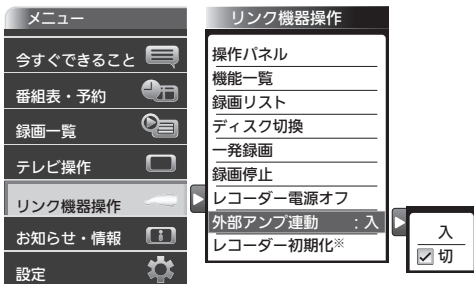 メニュー
今すぐできること
番組表・予約
録画一覧
テレビ操作
リンク機器操作
お知らせ・情報
設定
リンク機器操作
操作パネル
機能一覧
録画リスト
ディスク切換
一発録画
録画停止
レコーダー電源オフ
外部アンプ連動 :入
レコーダー初期化※
入
切